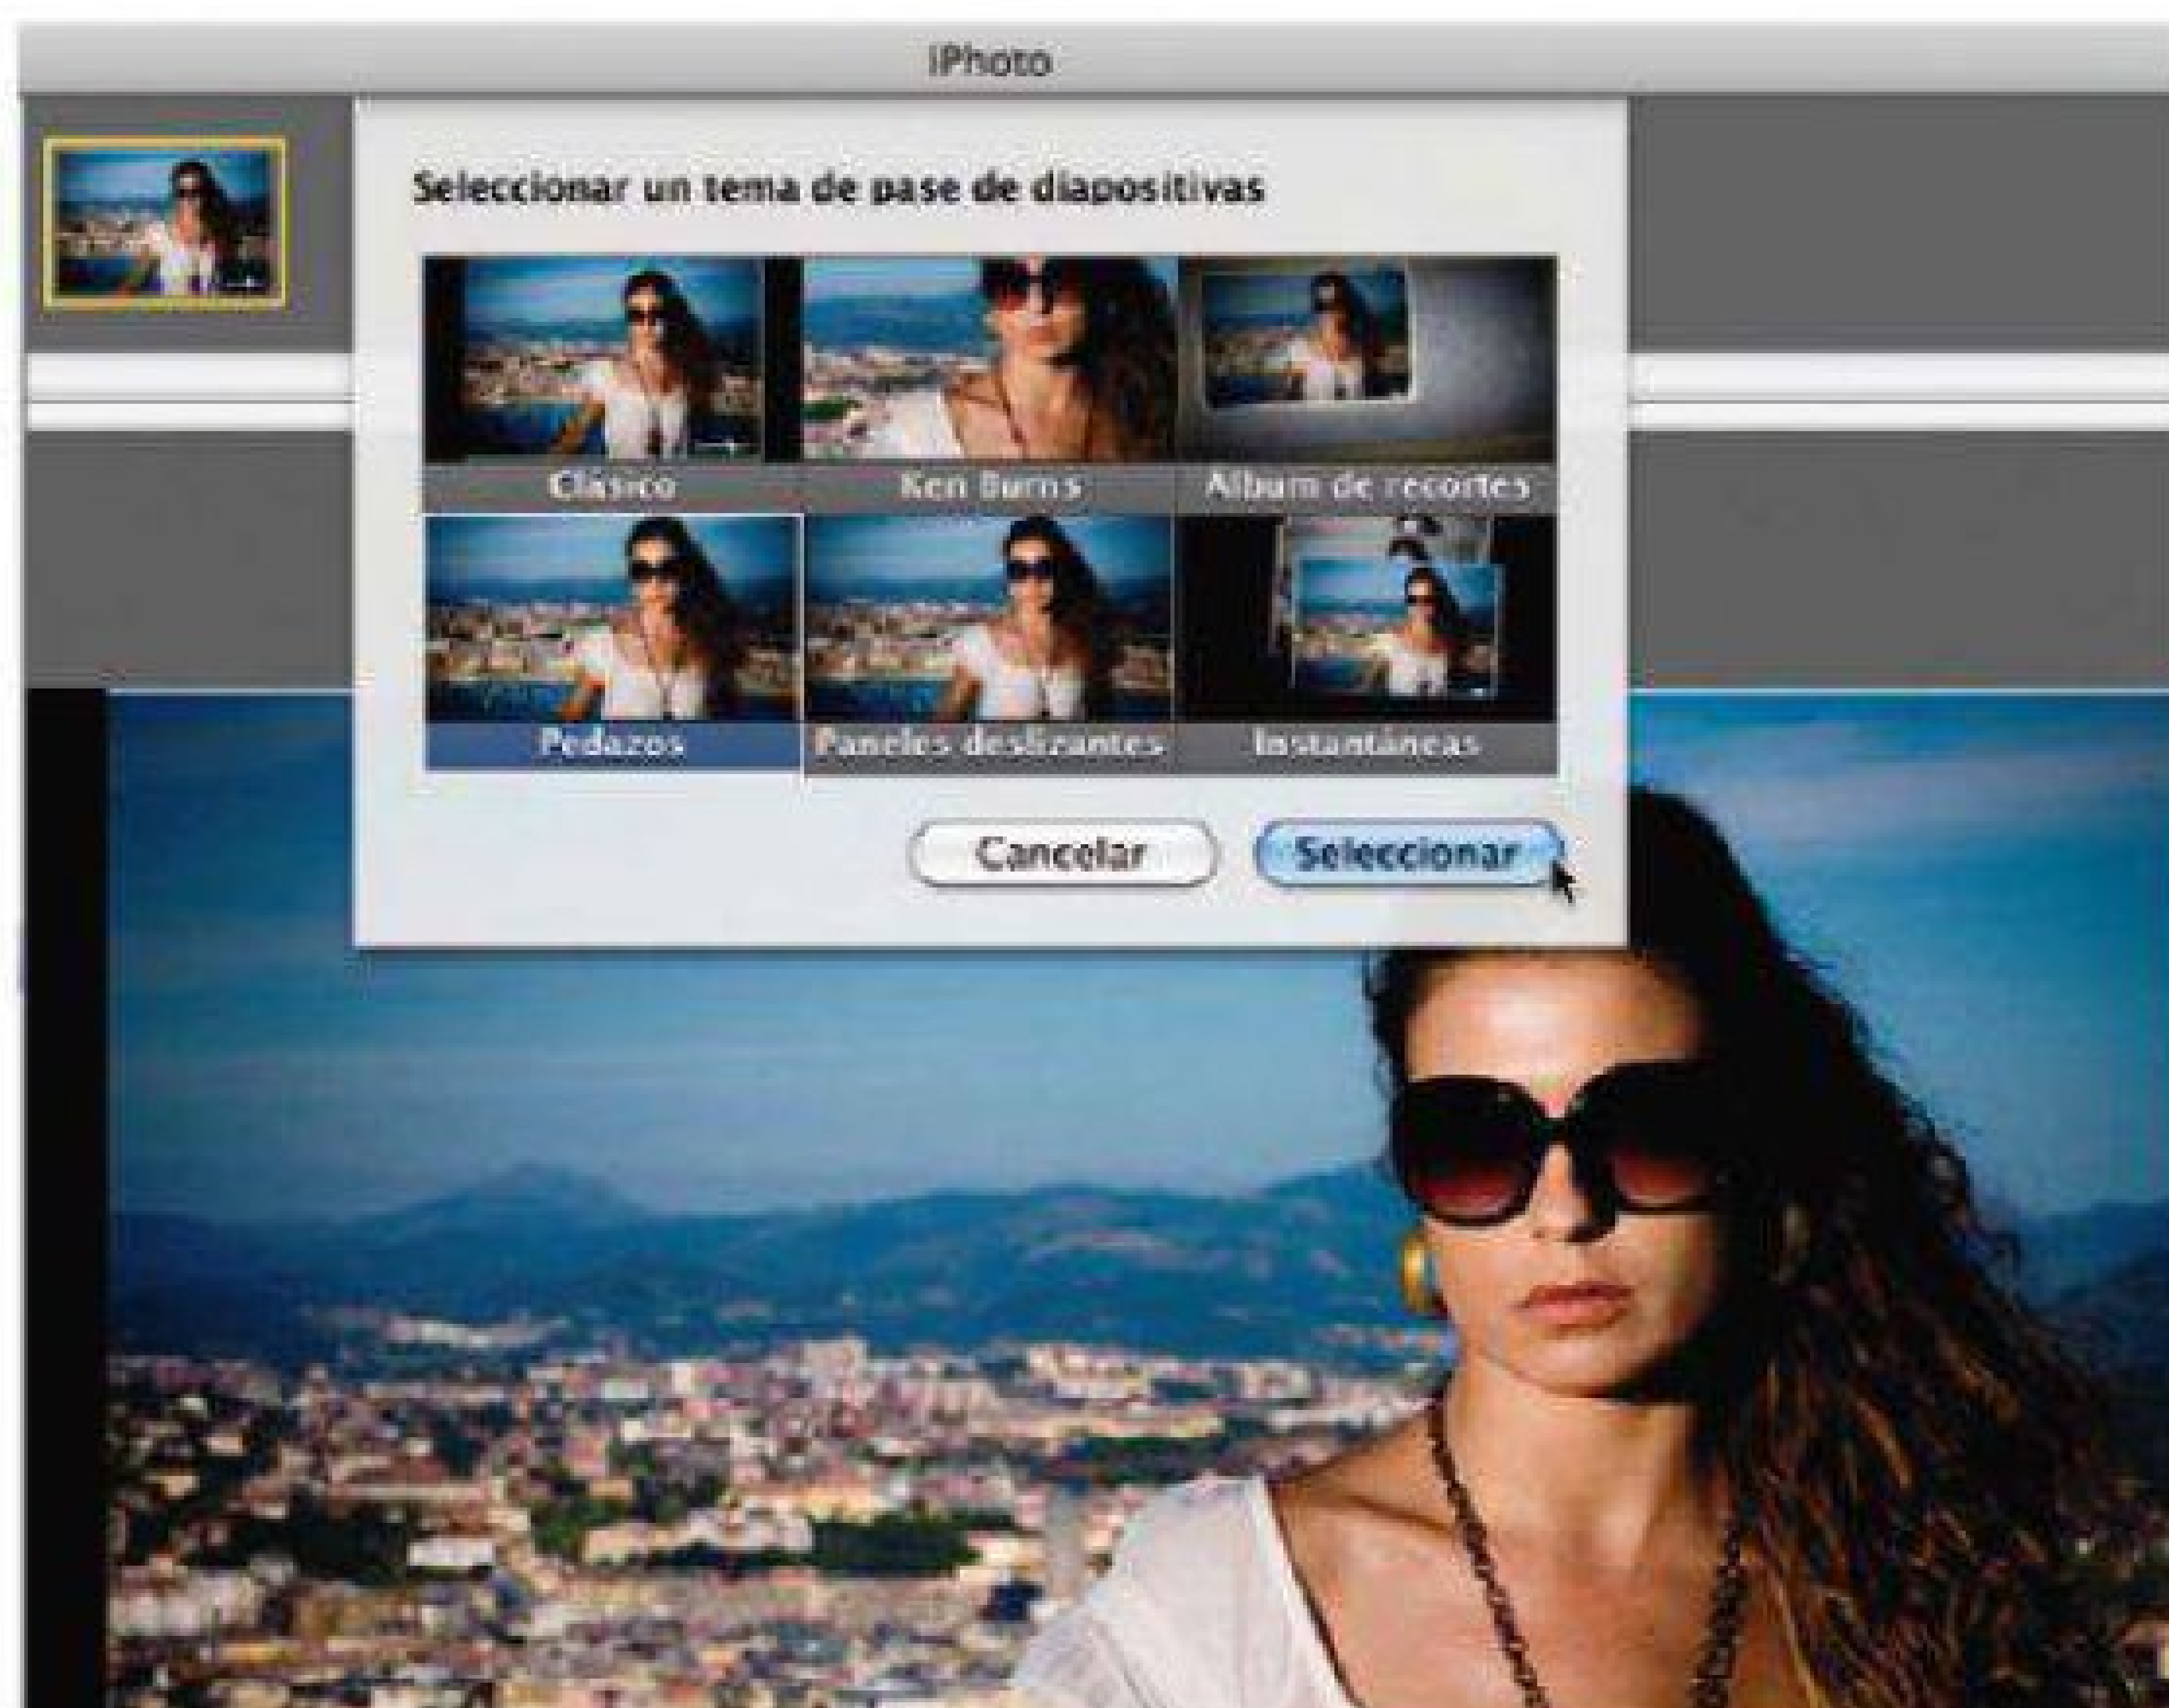 iPhoto
Seleccionar un tema de pase de diapositivas
Clásico Ken Burns Álbum de recortes
Pedazos Paneles deslizantes Instantáneas
Cancelar Seleccionar